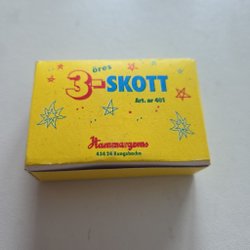 öres
3-SKOTT
Art. nr 401
Hammargrens
434 24 Kungsbacka